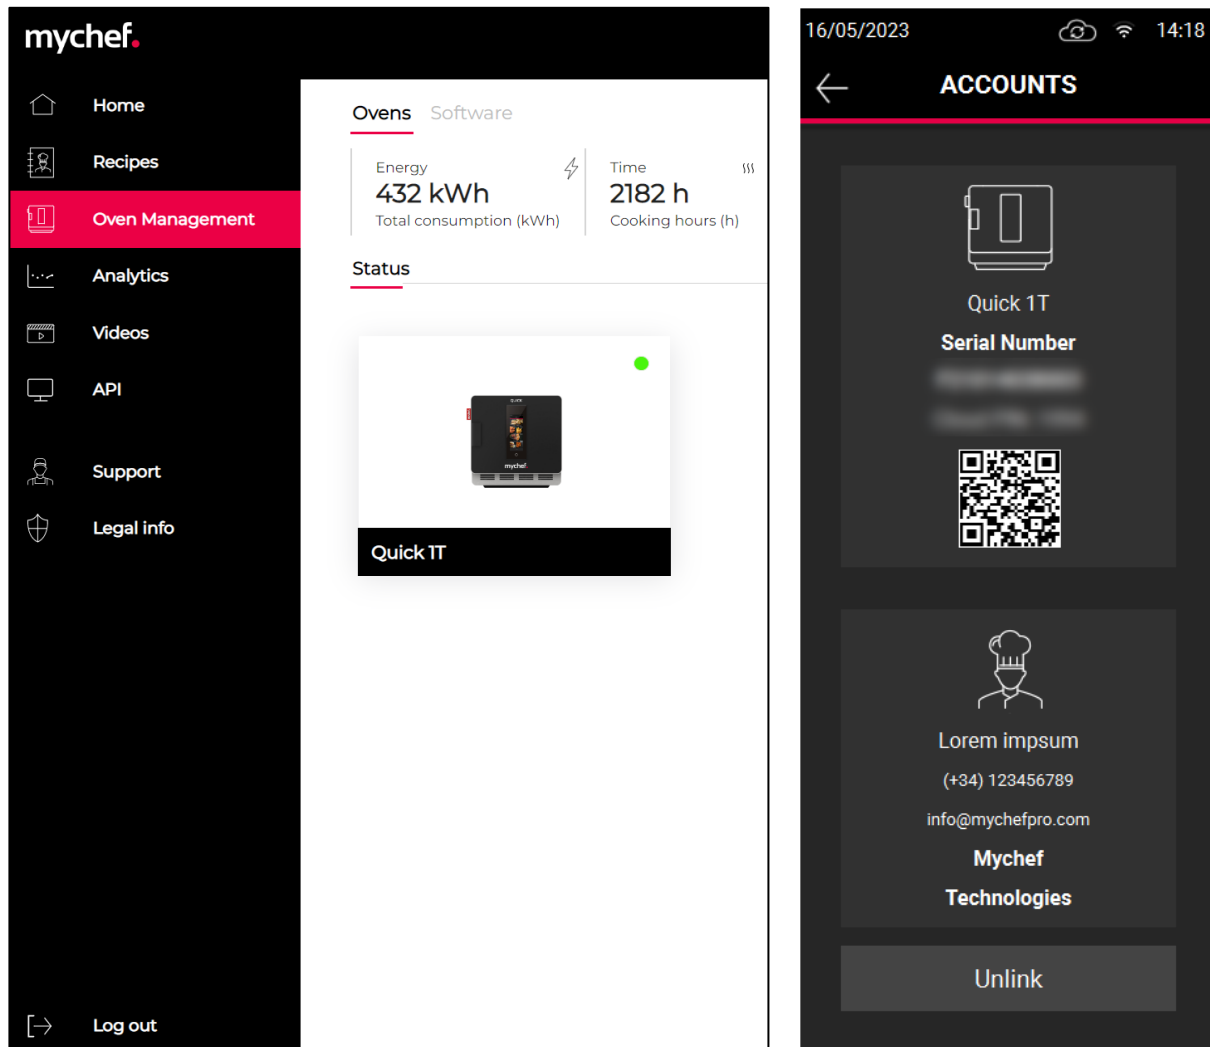 mychef.
Home
Recipes
Oven Management
Analytics
Videos
API
Support
Legal info
Log out
Ovens Software
Energy
432 kWh
Total consumption (kWh)
Time
2182 h
Cooking hours (h)
Status
mychef
Quick 1T
16/05/2023 14:18
ACCOUNTS
Quick 1T
Serial Number
Lorem impsum
(+34) 123456789
info@mychefpro.com
Mychef
Technologies
Unlink